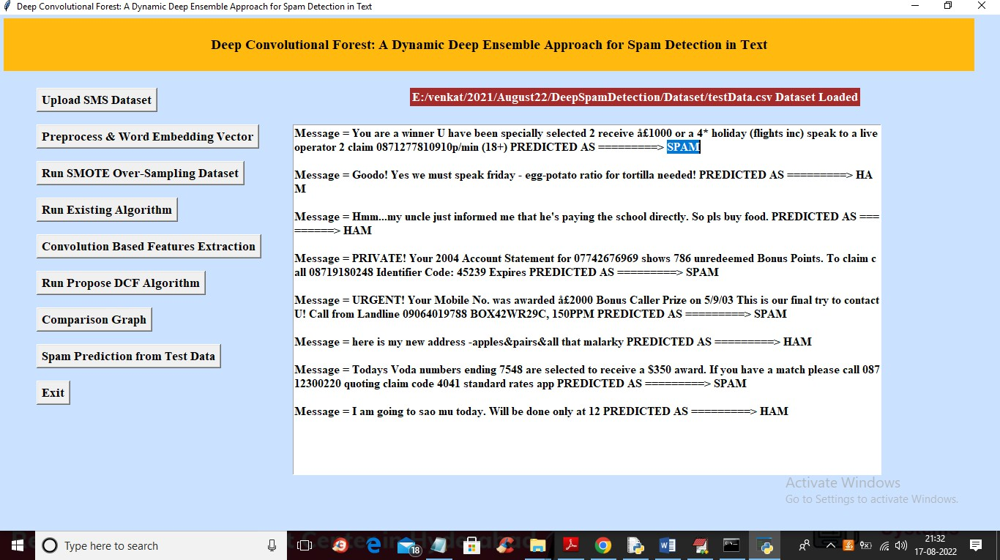 Deep Convolutional Forest: A Dynamic Deep Ensemble Approach for Spam Detection in Text
Deep Convolutional Forest: A Dynamic Deep Ensemble Approach for Spam Detection in Text
Upload SMS Dataset
E:/venkat/2021/August22/DeepSpamDetection/Dataset/testData.csv Dataset Loaded
Preprocess & Word Embedding Vector
Run SMOTE Over-Sampling Dataset
Run Existing Algorithm
Convolution Based Features Extraction
Run Propose DCF Algorithm
Comparison Graph
Spam Prediction from Test Data
Exit
Message = You are a winner U have been specially selected 2 receive å£1000 or a 4* holiday (flights inc) speak to a live
operator 2 claim 0871277810910p/min (18+) PREDICTED AS =========> SPAM
Message = Goodo! Yes we must speak friday - egg-potato ratio for tortilla needed! PREDICTED AS =========> HA
M
Message = Hmm...my uncle just informed me that he's paying the school directly. So pls buy food. PREDICTED AS ===
======> HAM
Message = PRIVATE! Your 2004 Account Statement for 07742676969 shows 786 unredeemed Bonus Points. To claim c
all 08719180248 Identifier Code: 45239 Expires PREDICTED AS =========> SPAM
Message = URGENT! Your Mobile No. was awarded å£2000 Bonus Caller Prize on 5/9/03 This is our final try to contact
U! Call from Landline 09064019788 BOX42WR29C, 150PPM PREDICTED AS =========> SPAM
Message = here is my new address -apples&pairs&all that malarky PREDICTED AS =========> HAM
Message = Todays Voda numbers ending 7548 are selected to receive a $350 award. If you have a match please call 087
12300220 quoting claim code 4041 standard rates app PREDICTED AS =========> SPAM
Message = I am going to sao mu today. Will be done only at 12 PREDICTED AS =========> HAM
Activate Windows
Go to Settings to activate Windows.
Type here to search
18
21:32
17-08-2022